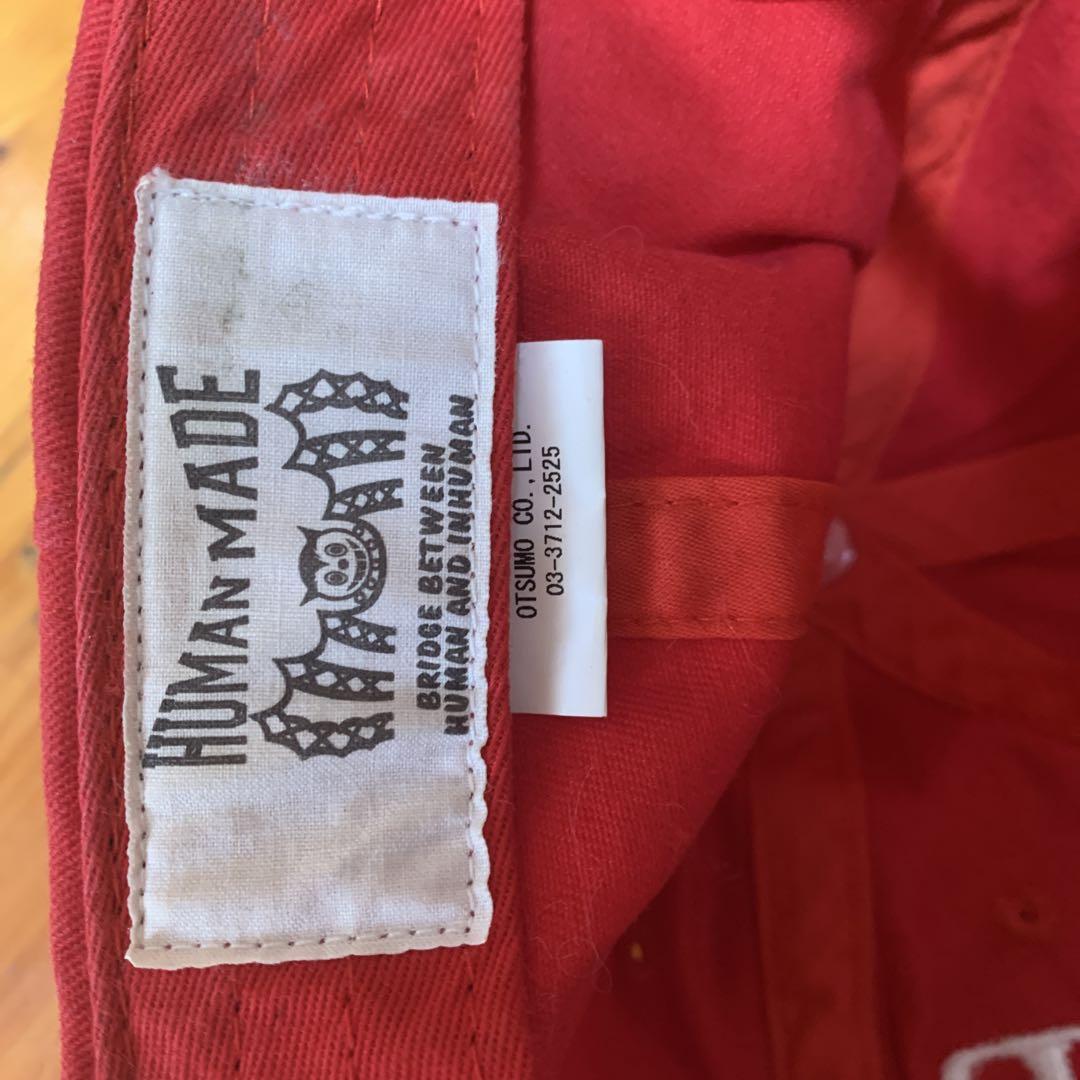 HUMAN MADE
BRIDGE BETWEEN
HUMAN AND INHUMAN
OTSUMO CO.,LTD.
03-3712-2525